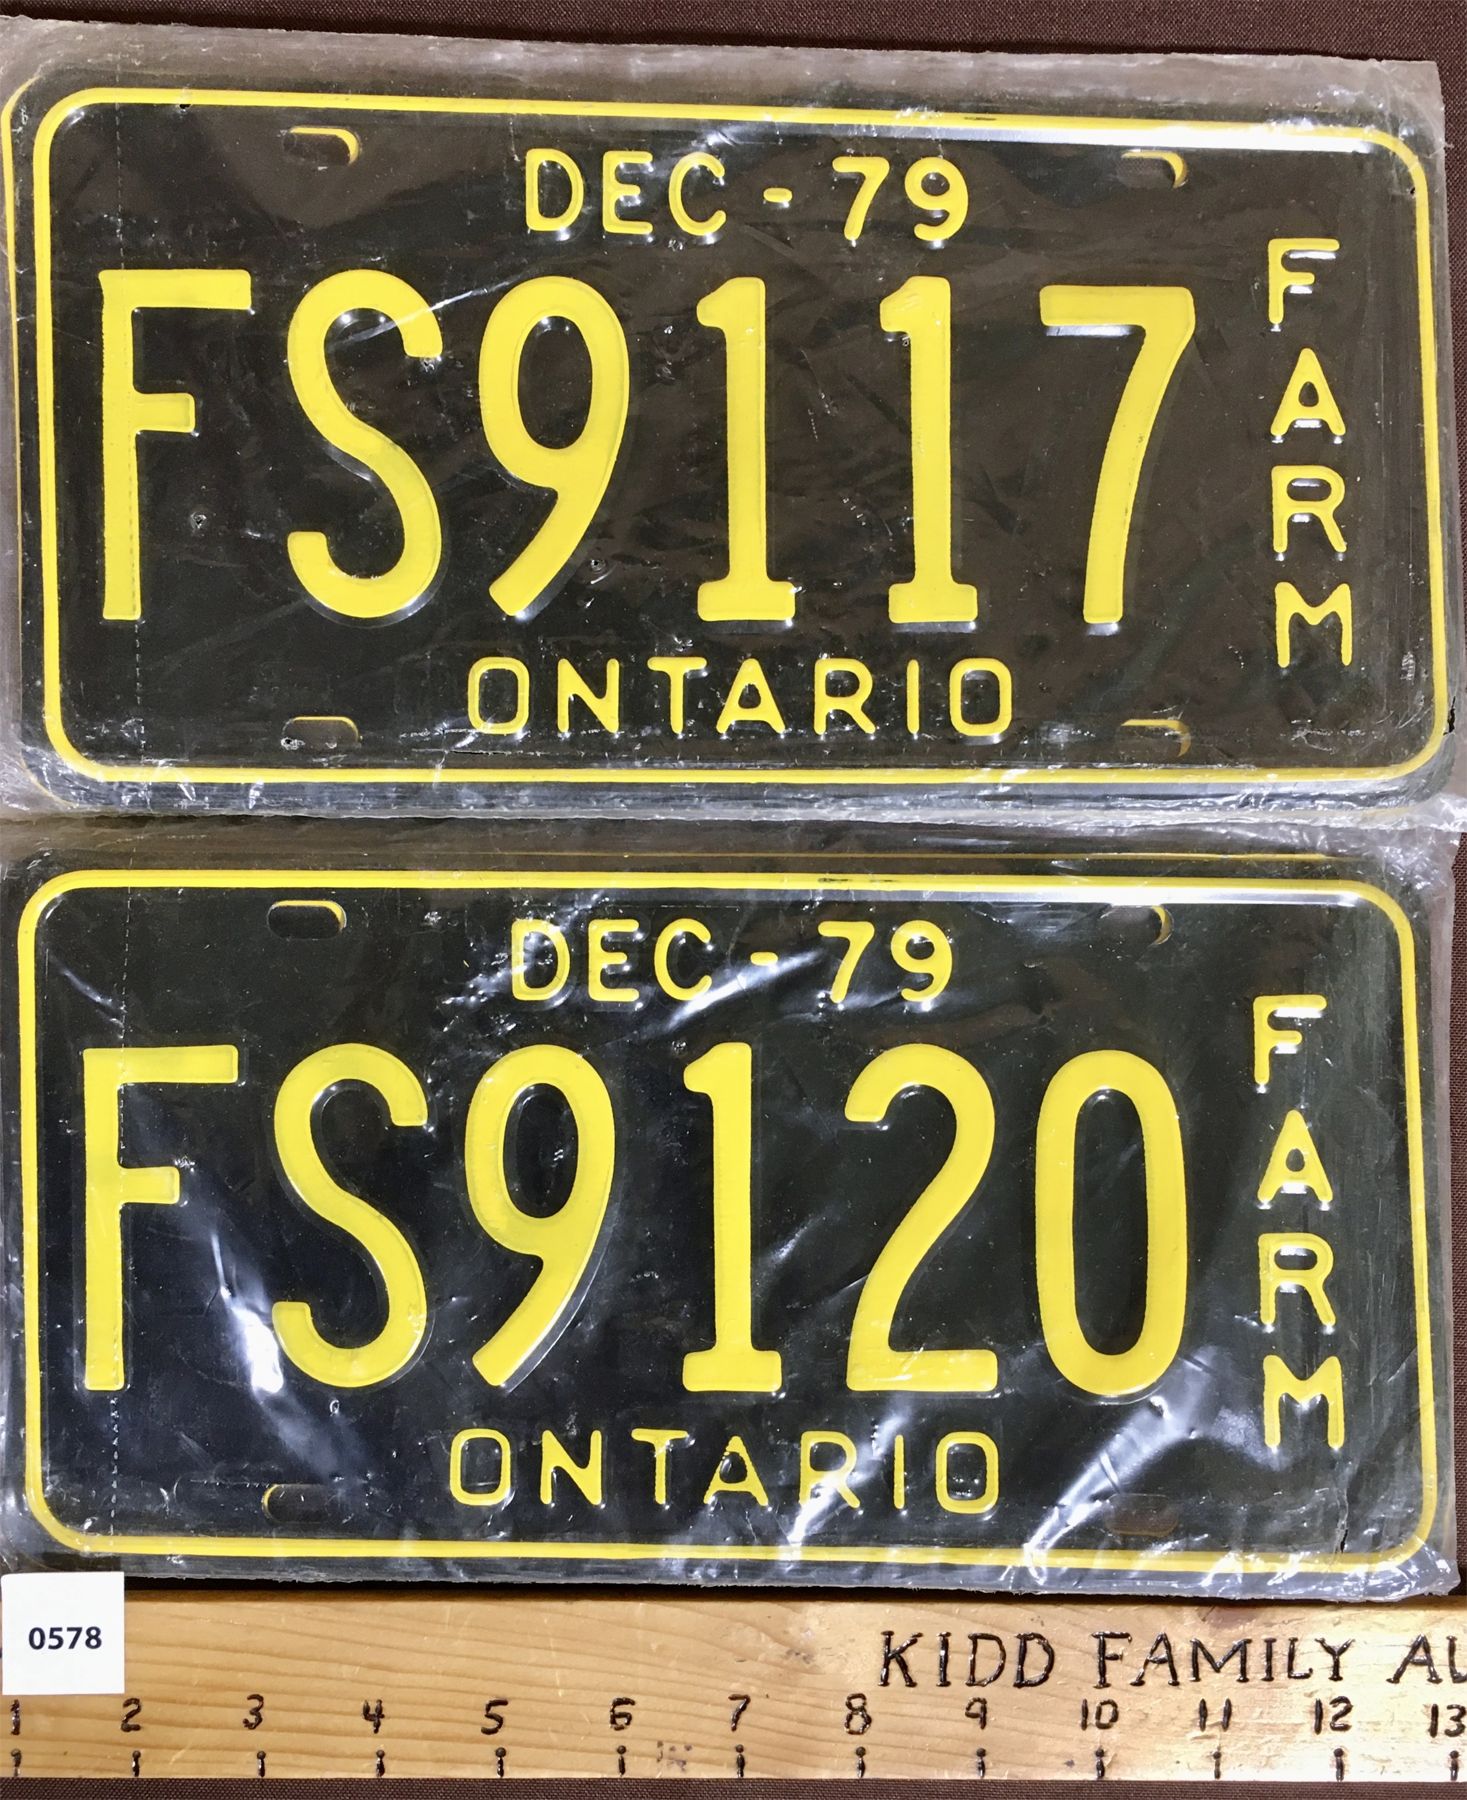 DEC - 79
FS9117
FARM
ONTARIO
DEC - 79
FS9120
FARM
ONTARIO
0578
KIDD FAMILY AU
1 2 3 4 5 6 7 8 9 10 11 12 13